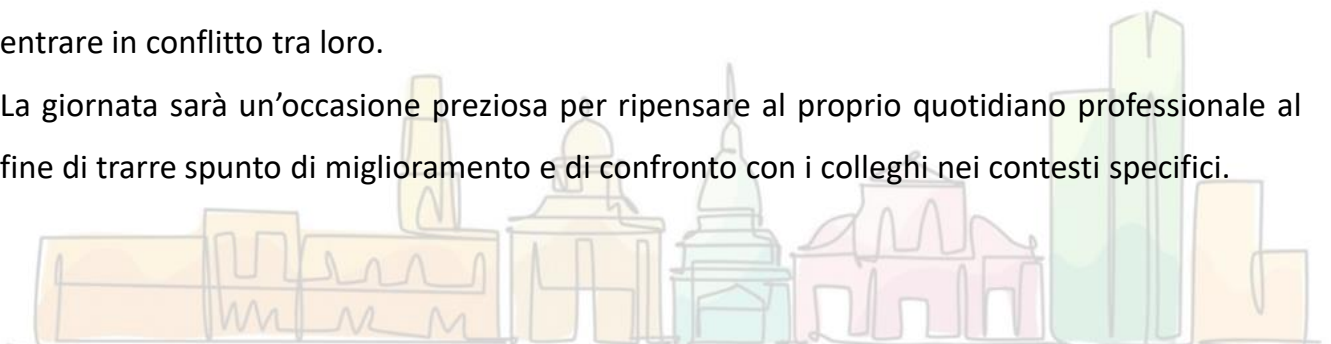 entrare in conflitto tra loro.
La giornata sarà un’occasione preziosa per ripensare al proprio quotidiano professionale al
fine di trarre spunto di miglioramento e di confronto con i colleghi nei contesti specifici.